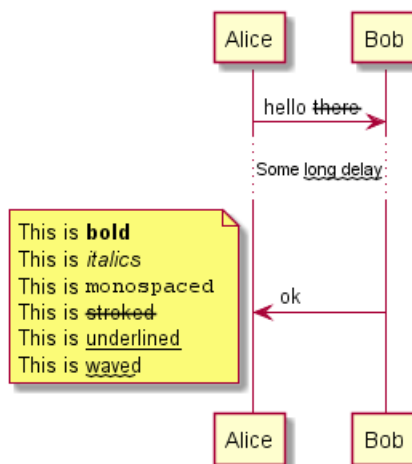 Alice Bob
hello there
Some long delay
This is bold
This is italics
This is monospaced
This is stroked
This is underlined
This is waved
ok
Alice Bob